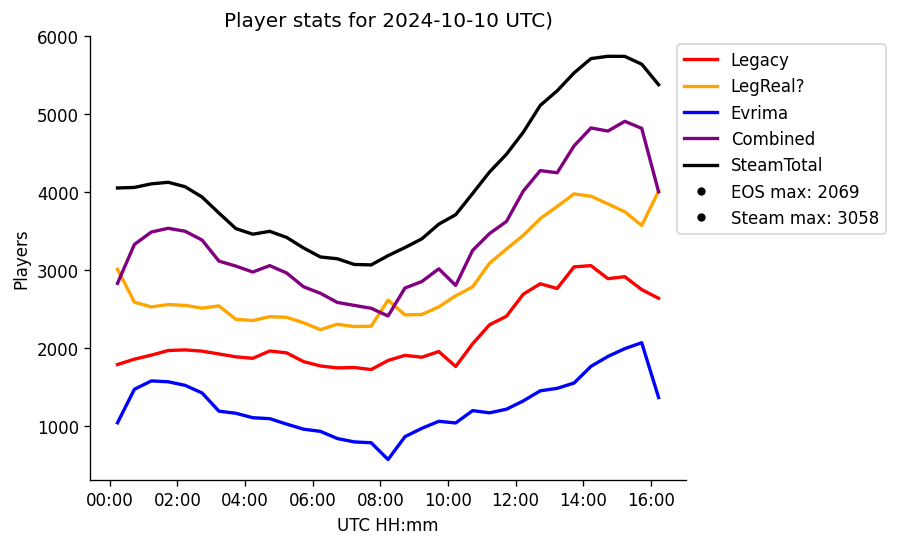 Player stats for 2024-10-10 UTC)
6000
5000
4000
3000
2000
1000
Players
00:00 02:00 04:00 06:00 08:00 10:00 12:00 14:00 16:00
UTC HH:mm
Legacy
LegReal?
Evrima
Combined
SteamTotal
EOS max: 2069
Steam max: 3058